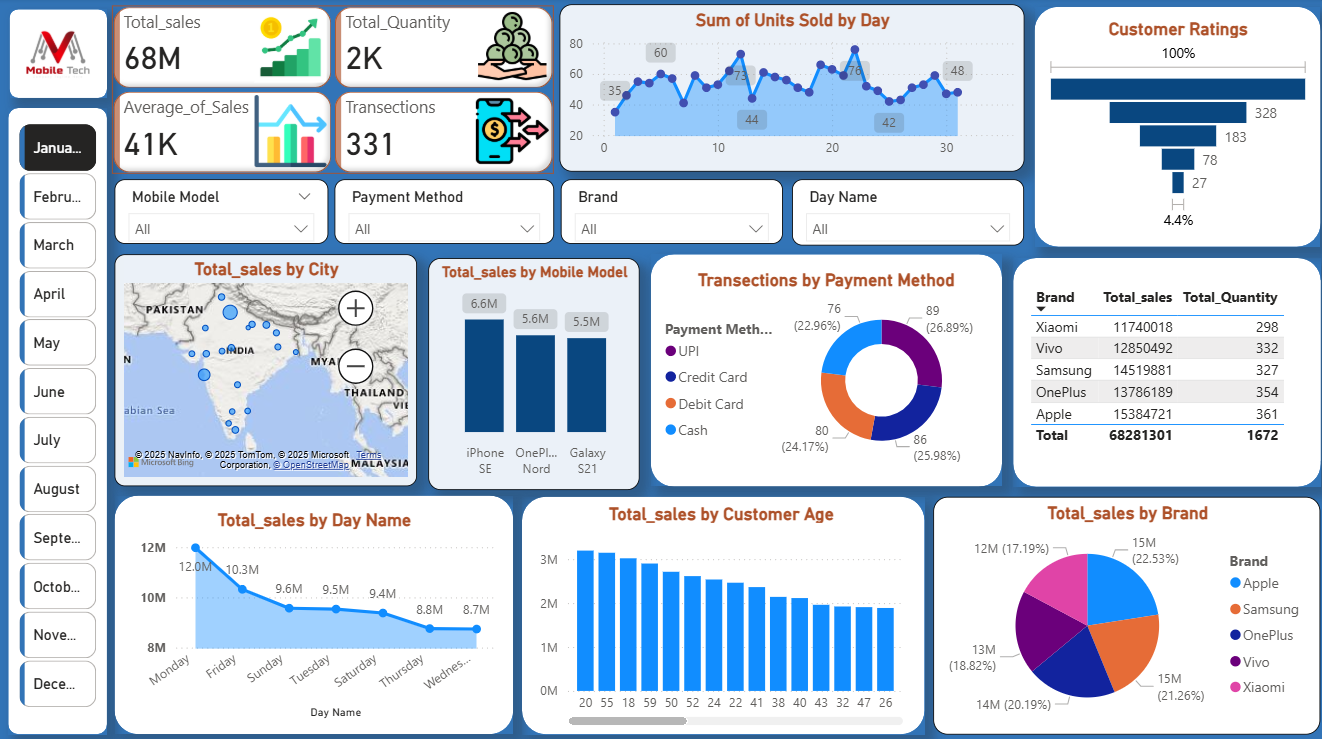 Mobile Tech
Janua...
Febru...
March
April
May
June
July
August
Septe...
Octob...
Nove...
Dece...
Total_sales
68M
Total_Quantity
2K
Average_of_Sales
41K
Transections
331
Sum of Units Sold by Day
80
60
40
20
35
60
73
44
76
42
48
0
10
20
30
Customer Ratings
100%
328
183
78
27
4.4%
Mobile Model
All
Payment Method
All
Brand
All
Day Name
All
Total_sales by City
PAKISTAN
INDIA
MYA
THAILAND
VIE
N
abian Sea
MALAYSIA
© 2025 NavInfo, © 2025 TomTom, © 2025 Microsoft Terms
Corporation, © OpenStreetMap
Microsoft Bing
Total_sales by Mobile Model
6.6M
5.6M
5.5M
iPhone SE
OnePl... Nord
Galaxy S21
Transections by Payment Method
Payment Meth...
UPI
Credit Card
Debit Card
Cash
76
(22.96%)
89
(26.89%)
80
(24.17%)
86
(25.98%)
Brand Total_sales Total_Quantity
Xiaomi 11740018 298
Vivo 12850492 332
Samsung 14519881 327
OnePlus 13786189 354
Apple 15384721 361
Total 68281301 1672
Total_sales by Day Name
12M
10M
8M
12.0M
10.3M
9.6M
9.5M
9.4M
8.8M
8.7M
Monday
Friday
Sunday
Tuesday
Saturday
Thursday
Wednes...
Day Name
Total_sales by Customer Age
3M
2M
1M
0M
20 55 18 59 50 52 24 22 41 38 40 43 32 47 26
Total_sales by Brand
12M (17.19%)
15M
(22.53%)
13M
(18.82%)
15M
(21.26%)
14M (20.19%)
Brand
Apple
Samsung
OnePlus
Vivo
Xiaomi